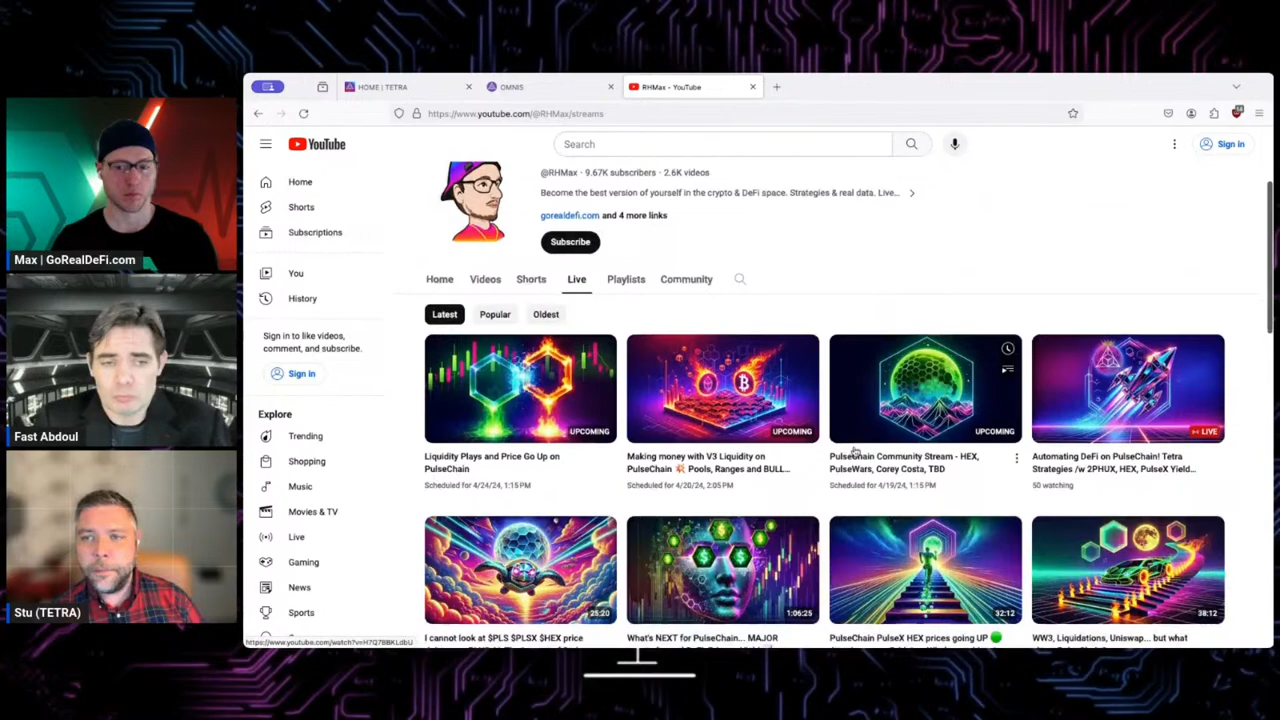 HOME | TETRA
OMNIS
RHMax - YouTube
https://www.youtube.com/@RHMax/streams
YouTube
Search
Sign in
Home
Shorts
Subscriptions
You
History
Sign in to like videos,
comment, and subscribe.
Sign in
Explore
Trending
Shopping
Music
Movies & TV
Live
Gaming
News
Sports
@RHMax · 9.67K subscribers · 2.6K videos
Become the best version of yourself in the crypto & DeFi space. Strategies & real data. Live...
gorealdefi.com and 4 more links
Subscribe
Home
Videos
Shorts
Live
Playlists
Community
Latest
Popular
Oldest
UPCOMING
UPCOMING
UPCOMING
LIVE
Liquidity Plays and Price Go Up on
PulseChain
Scheduled for 4/24/24, 1:15 PM
Making money with V3 Liquidity on
PulseChain 💥 Pools, Ranges and BULL...
Scheduled for 4/20/24, 2:05 PM
PulseChain Community Stream - HEX,
PulseWars, Corey Costa, TBD
Scheduled for 4/19/24, 1:15 PM
Automating DeFi on PulseChain! Tetra
Strategies /w 2PHUX, HEX, PulseX Yield...
50 watching
25:20
1:06:25
32:12
38:12
I cannot look at $PLS $PLSX $HEX price
What's NEXT for PulseChain... MAJOR
PulseChain PulseX HEX prices going UP 🟢
WW3, Liquidations, Uniswap... but what
Max | GoRealDeFi.com
Fast Abdoul
Stu (TETRA)